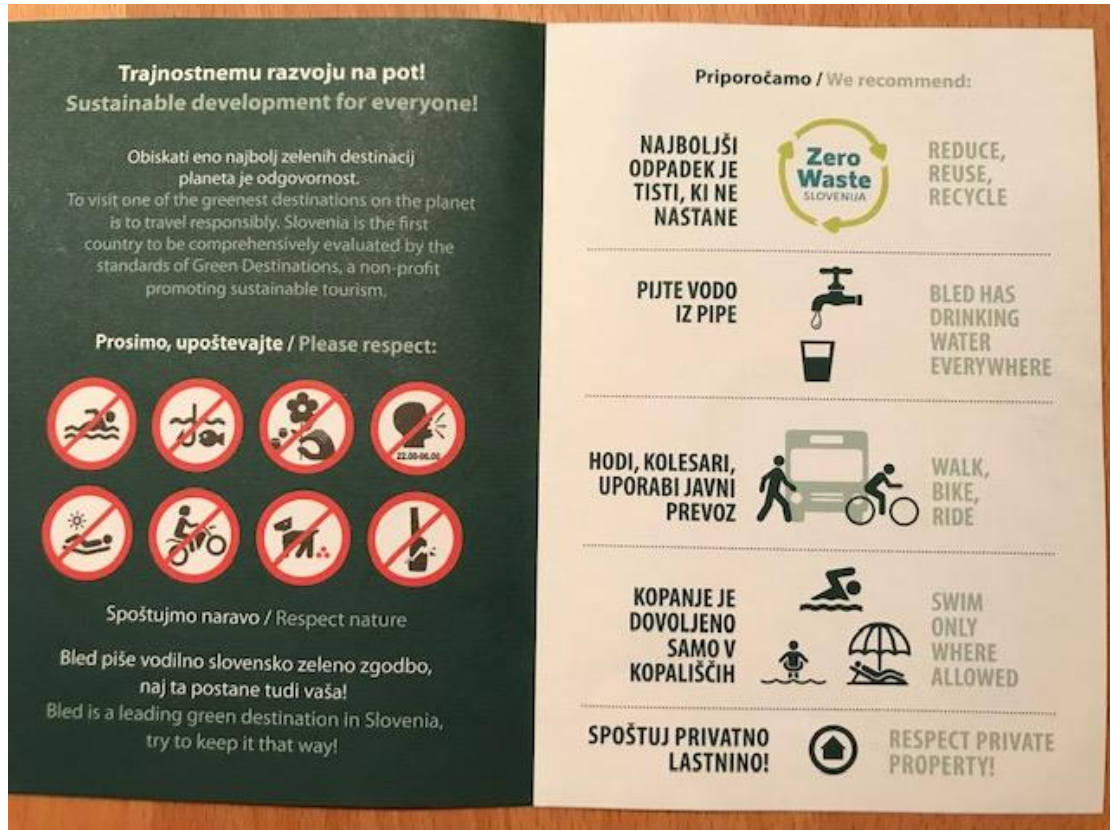 Trajnostnemu razvoju na pot!
Sustainable development for everyone!
Obiskati eno najbolj zelenih destinacij
planeta je odgovornost.
To visit one of the greenest destinations on the planet
is to travel responsibly. Slovenia is the first
country to be comprehensively evaluated by the
standards of Green Destinations, a non-profit
promoting sustainable tourism.
Prosimo, upoštevajte / Please respect:
22.00-06.00
Spoštujmo naravo / Respect nature
Bled piše vodilno slovensko zeleno zgodbo,
naj ta postane tudi vaša!
Bled is a leading green destination in Slovenia,
try to keep it that way!
Priporočamo / We recommend:
NAJBOLJŠI
ODPADEK JE
TISTI, KI NE
NASTANE
Zero
Waste
SLOVENIJA
REDUCE,
REUSE,
RECYCLE
PIJTE VODO
IZ PIPE
BLED HAS
DRINKING
WATER
EVERYWHERE
HODI, KOLESARI,
UPORABI JAVNI
PREVOZ
WALK,
BIKE,
RIDE
KOPANJE JE
DOVOLJENO
SAMO V
KOPALIŠČIH
SWIM
ONLY
WHERE
ALLOWED
SPOŠTUJ PRIVATNO
LASTNINO!
RESPECT PRIVATE
PROPERTY!